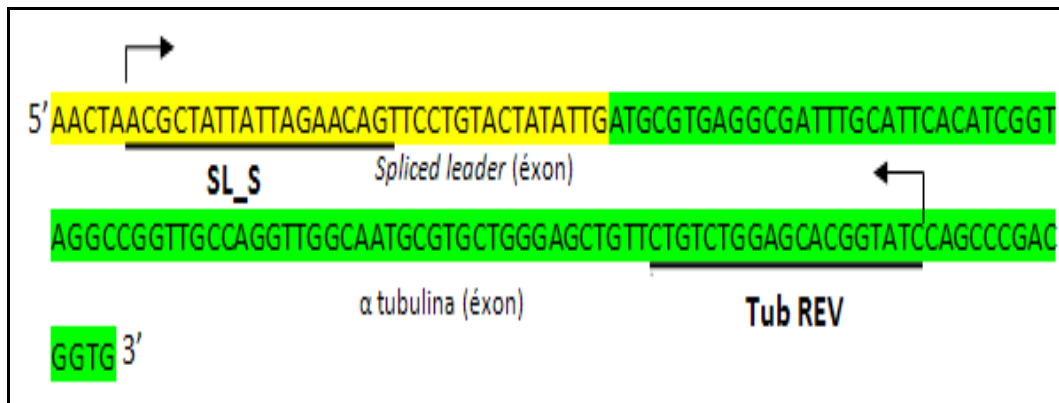 5’ AACTAACGCTATTATTAGAACAGTTCCTGTACTATATTGATGCGTGAGGCGATTTGCATTCACATCGGT
SL_S Spliced leader (éxon)
AGGCCGGTTGCCAGGTTGGCAATGCGTGCTGGGAGCTGTTCTGTCTGGAGCACGGTATCCAGCCCGAC
α tubulina (éxon) Tub REV
GGTG 3’